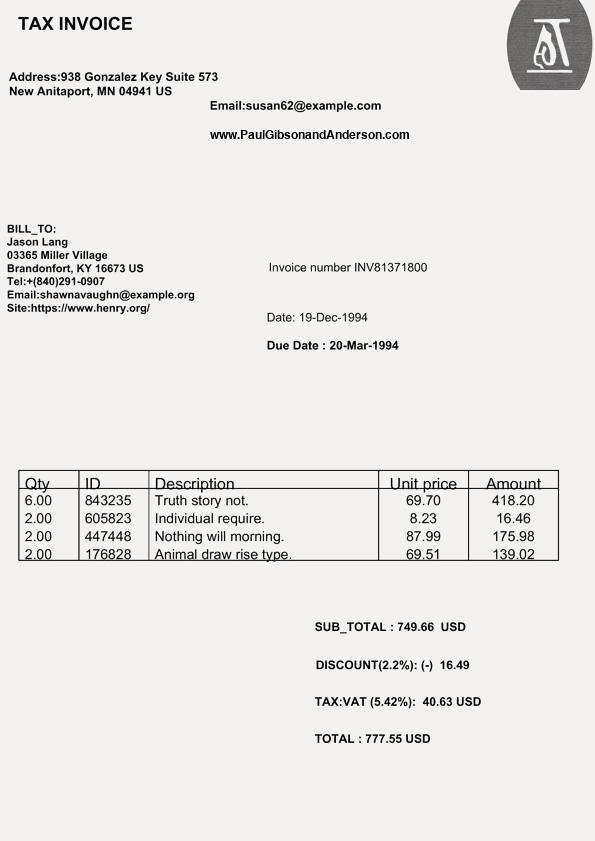 TAX INVOICE
Address:938 Gonzalez Key Suite 573
New Anitaport, MN 04941 US
Email:susan62@example.com
www.PaulGibsonandAnderson.com
BILL_TO:
Jason Lang
03365 Miller Village
Brandonfort, KY 16673 US
Tel:+(840)291-0907
Email:shawnavaughn@example.org
Site:https://www.henry.org/
Invoice number INV81371800
Date: 19-Dec-1994
Due Date : 20-Mar-1994
Qty ID Description Unit price Amount
6.00 843235 Truth story not. 69.70 418.20
2.00 605823 Individual require. 8.23 16.46
2.00 447448 Nothing will morning. 87.99 175.98
2.00 176828 Animal draw rise type. 69.51 139.02
SUB_TOTAL : 749.66 USD
DISCOUNT(2.2%): (-) 16.49
TAX:VAT (5.42%): 40.63 USD
TOTAL : 777.55 USD